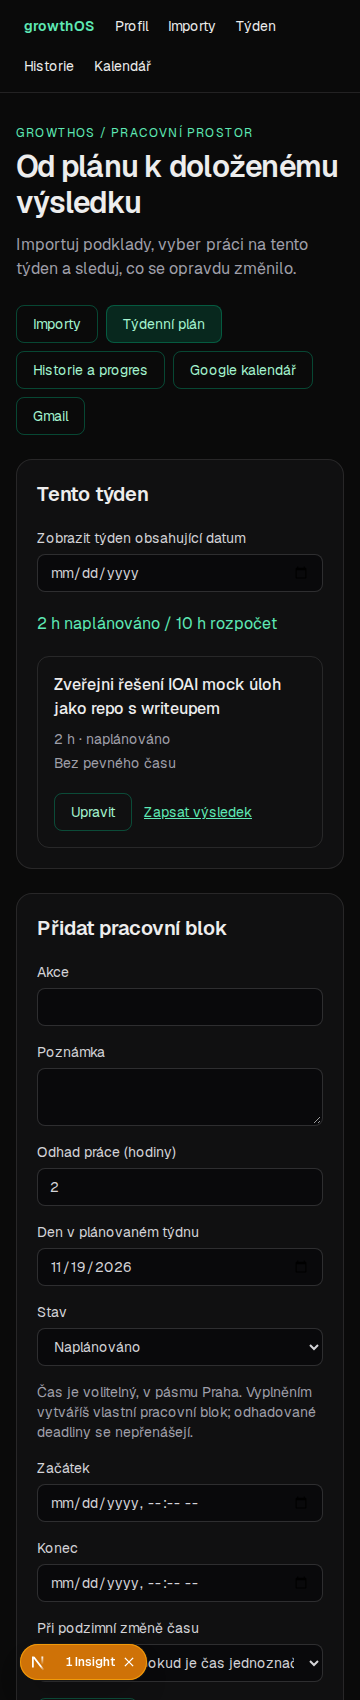 growthOS Profil Importy Týden
Historie Kalendář
GROWTHOS / PRACOVNÍ PROSTOR
Od plánu k doloženému
výsledku
Importuj podklady, vyber práci na tento
týden a sleduj, co se opravdu změnilo.
Importy Týdenní plán
Historie a progres Google kalendář
Gmail
Tento týden
Zobrazit týden obsahující datum
mm/dd/yyyy
2 h naplánováno / 10 h rozpočet
Zveřejni řešení IOAI mock úloh
jako repo s writeupem
2 h · naplánováno
Bez pevného času
Upravit Zapsat výsledek
Přidat pracovní blok
Akce
Poznámka
Odhad práce (hodiny)
2
Den v plánovaném týdnu
11/19/2026
Stav
Naplánováno
Čas je volitelný, v pásmu Praha. Vyplněním
vytváříš vlastní pracovní blok; odhadované
deadliny se nepřenášejí.
Začátek
mm/dd/yyyy, --:-- --
Konec
mm/dd/yyyy, --:-- --
Při podzimní změně času
N 1 Insight okud je čas jednoznač